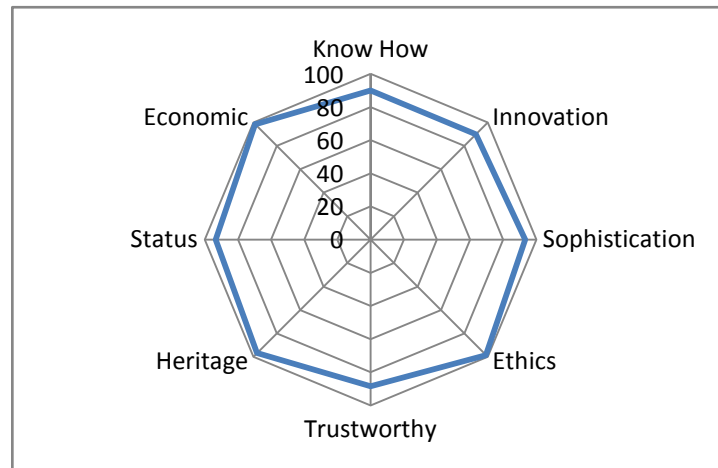 Know How
100
80
60
40
20
0
Economic
Innovation
Status
Sophistication
Heritage
Ethics
Trustworthy